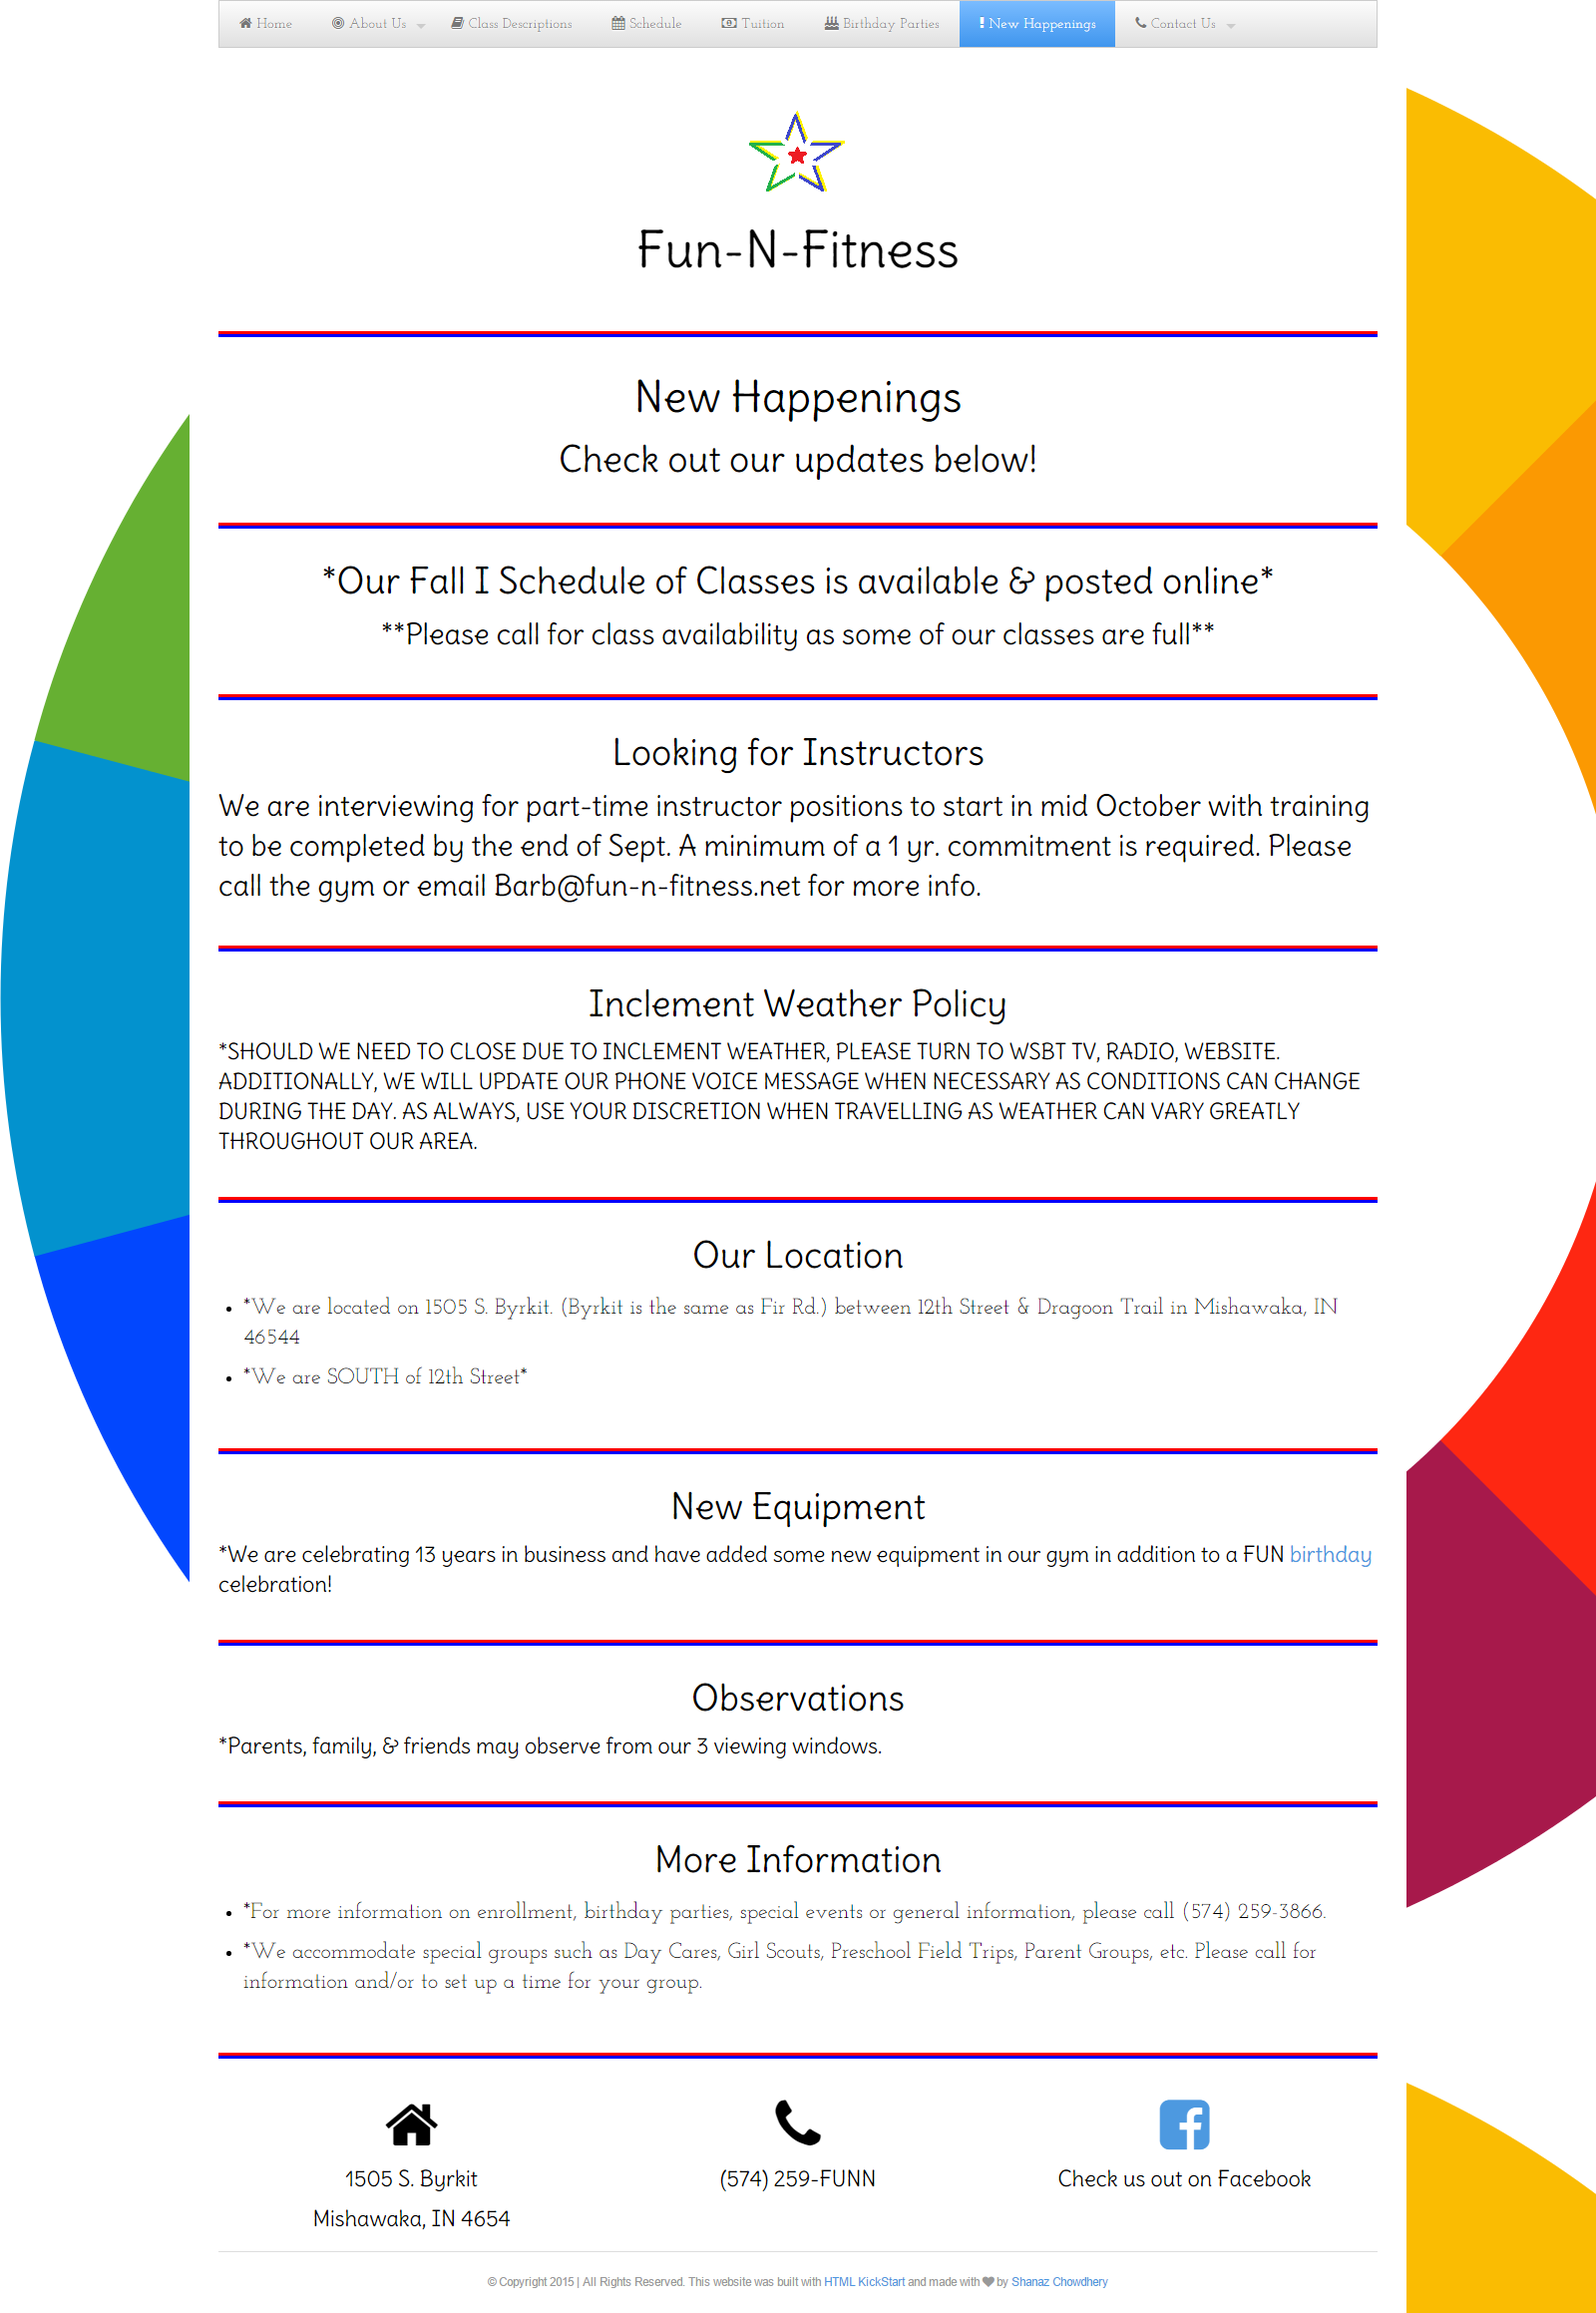 Home About Us Class Descriptions Schedule Tuition Birthday Parties New Happenings Contact Us
Fun-N-Fitness
New Happenings
Check out our updates below!
*Our Fall I Schedule of Classes is available & posted online*
**Please call for class availability as some of our classes are full**
Looking for Instructors
We are interviewing for part-time instructor positions to start in mid October with training
to be completed by the end of Sept. A minimum of a 1 yr. commitment is required. Please
call the gym or email Barb@fun-n-fitness.net for more info.
Inclement Weather Policy
*SHOULD WE NEED TO CLOSE DUE TO INCLEMENT WEATHER, PLEASE TURN TO WSBT TV, RADIO, WEBSITE.
ADDITIONALLY, WE WILL UPDATE OUR PHONE VOICE MESSAGE WHEN NECESSARY AS CONDITIONS CAN CHANGE
DURING THE DAY. AS ALWAYS, USE YOUR DISCRETION WHEN TRAVELLING AS WEATHER CAN VARY GREATLY
THROUGHOUT OUR AREA.
Our Location
• *We are located on 1505 S. Byrkit. (Byrkit is the same as Fir Rd.) between 12th Street & Dragoon Trail in Mishawaka, IN
46544
• *We are SOUTH of 12th Street*
New Equipment
*We are celebrating 13 years in business and have added some new equipment in our gym in addition to a FUN birthday
celebration!
Observations
*Parents, family, & friends may observe from our 3 viewing windows.
More Information
• *For more information on enrollment, birthday parties, special events or general information, please call (574) 259-3866.
• *We accommodate special groups such as Day Cares, Girl Scouts, Preschool Field Trips, Parent Groups, etc. Please call for
information and/or to set up a time for your group.
1505 S. Byrkit
Mishawaka, IN 4654
(574) 259-FUNN
Check us out on Facebook
© Copyright 2015 | All Rights Reserved. This website was built with HTML KickStart and made with ♥ by Shanaz Chowdhery